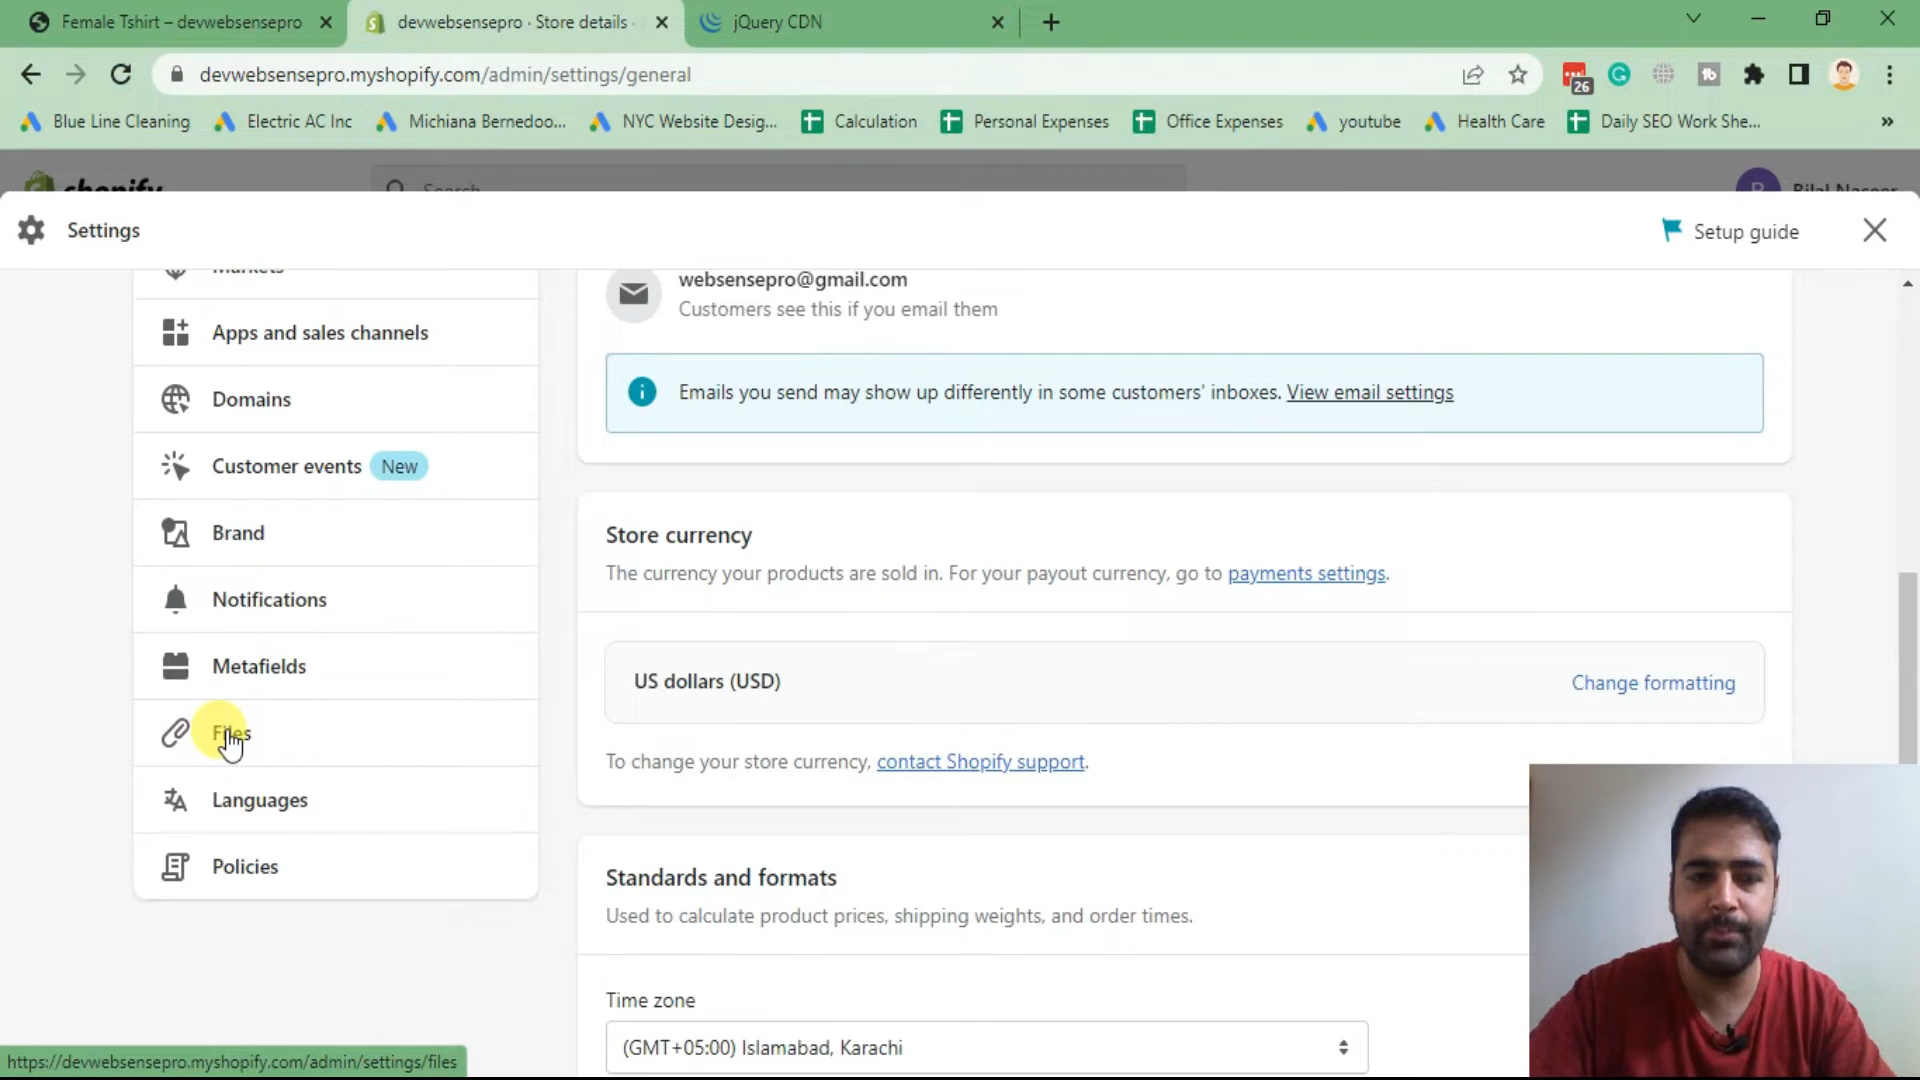 Female Tshirt – devwebsensepro
devwebsensepro · Store details ·
jQuery CDN
devwebsensepro.myshopify.com/admin/settings/general
26
Blue Line Cleaning
Electric AC Inc
Michiana Bernedoo...
NYC Website Desig...
Calculation
Personal Expenses
Office Expenses
youtube
Health Care
Daily SEO Work She...
»
shopify
Search
Bilal Naseer
Settings
Setup guide
Markets
Apps and sales channels
Domains
Customer events New
Brand
Notifications
Metafields
Files
Languages
Policies
websensepro@gmail.com
Customers see this if you email them
Emails you send may show up differently in some customers' inboxes. View email settings
Store currency
The currency your products are sold in. For your payout currency, go to payments settings.
US dollars (USD)
Change formatting
To change your store currency, contact Shopify support.
Standards and formats
Used to calculate product prices, shipping weights, and order times.
Time zone
(GMT+05:00) Islamabad, Karachi
https://devwebsensepro.myshopify.com/admin/settings/files